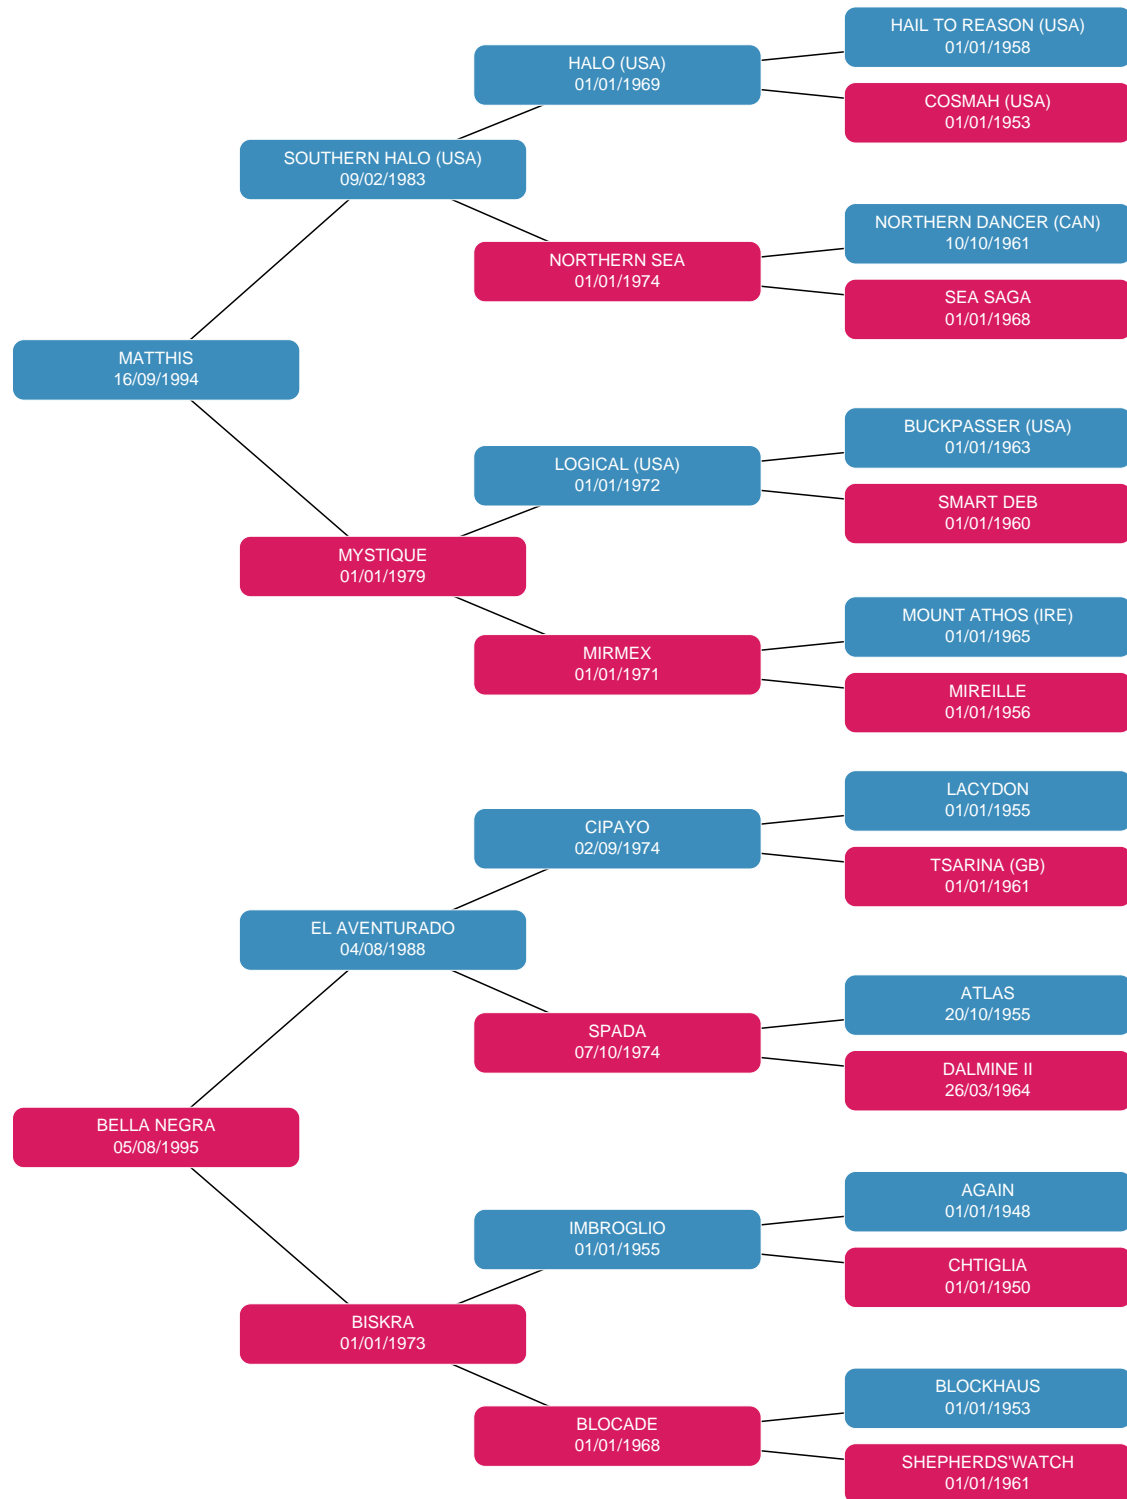 HAIL TO REASON (USA)
01/01/1958
HALO (USA)
01/01/1969
COSMAH (USA)
01/01/1953
SOUTHERN HALO (USA)
09/02/1983
NORTHERN DANCER (CAN)
10/10/1961
NORTHERN SEA
01/01/1974
SEA SAGA
01/01/1968
MATTHIS
16/09/1994
BUCKPASSER (USA)
01/01/1963
LOGICAL (USA)
01/01/1972
SMART DEB
01/01/1960
MYSTIQUE
01/01/1979
MOUNT ATHOS (IRE)
01/01/1965
MIRMEX
01/01/1971
MIREILLE
01/01/1956
LACYDON
01/01/1955
CIPAYO
02/09/1974
TSARINA (GB)
01/01/1961
EL AVENTURADO
04/08/1988
ATLAS
20/10/1955
SPADA
07/10/1974
DALMINE II
26/03/1964
BELLA NEGRA
05/08/1995
AGAIN
01/01/1948
IMBROGLIO
01/01/1955
CHTIGLIA
01/01/1950
BISKRA
01/01/1973
BLOCKHAUS
01/01/1953
BLOCADE
01/01/1968
SHEPHERDS'WATCH
01/01/1961